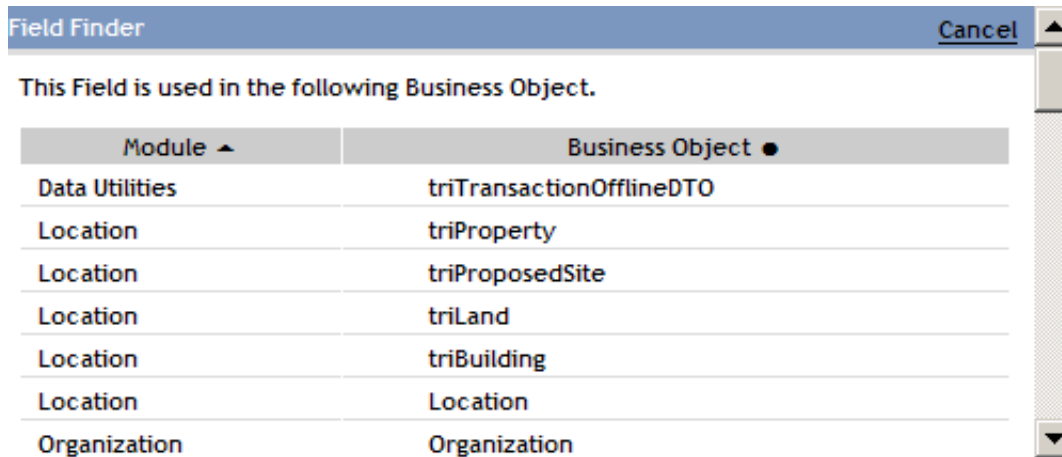 Field Finder Cancel
This Field is used in the following Business Object.
Module Business Object
Data Utilities triTransactionOfflineDTO
Location triProperty
Location triProposedSite
Location triLand
Location triBuilding
Location Location
Organization Organization